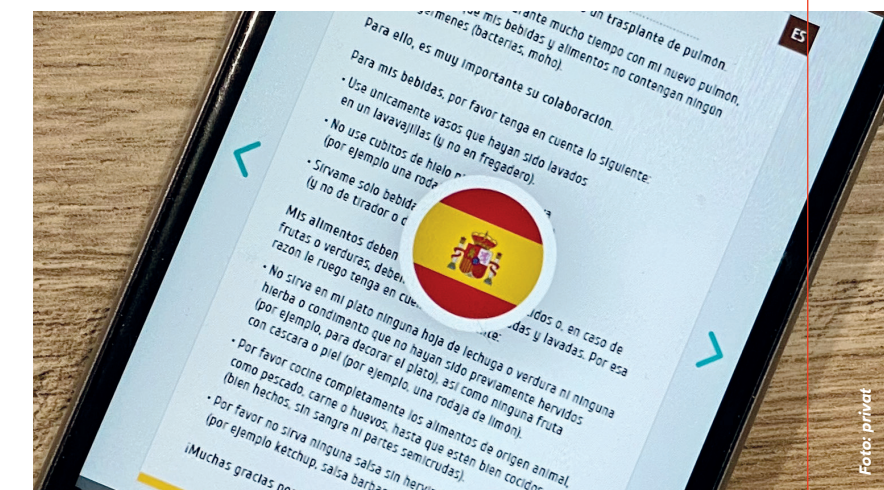 un trasplante de pulmón.
rante mucho tiempo con mi nuevo pulmón,
ue mis bebidas y alimentos no contengan ningún
gérmenes (bacterias, moho).
Para ello, es muy importante su colaboración.
Para mis bebidas, por favor tenga en cuenta lo siguiente:
• Use únicamente vasos que hayan sido lavados
en un lavavajillas (y no en fregadero).
• No use cubitos de hielo
(por ejemplo una roda
• Sírvame solo bebida
(y no de tirador o
Mis alimentos deben idos o, en caso de
frutas o verduras, deben das y lavadas. Por esa
razón le ruego tenga en cue nte:
• No sirva en mi plato ninguna hoja de lechuga o verdura ni ninguna
hierba o condimento que no hayan sido previamente hervidos
(por ejemplo, para decorar el plato), así como ninguna fruta
con cáscara o piel (por ejemplo, una rodaja de limón).
• Por favor cocine completamente los alimentos de origen animal,
como pescado, carne o huevos, hasta que estén bien cocidos
(bien hechos, sin sangre ni partes semicrudas).
• Por favor no sirva ninguna salsa sin hervi
(por ejemplo ketchup, salsa barba
¡Muchas gracias po
ES
Foto: privat